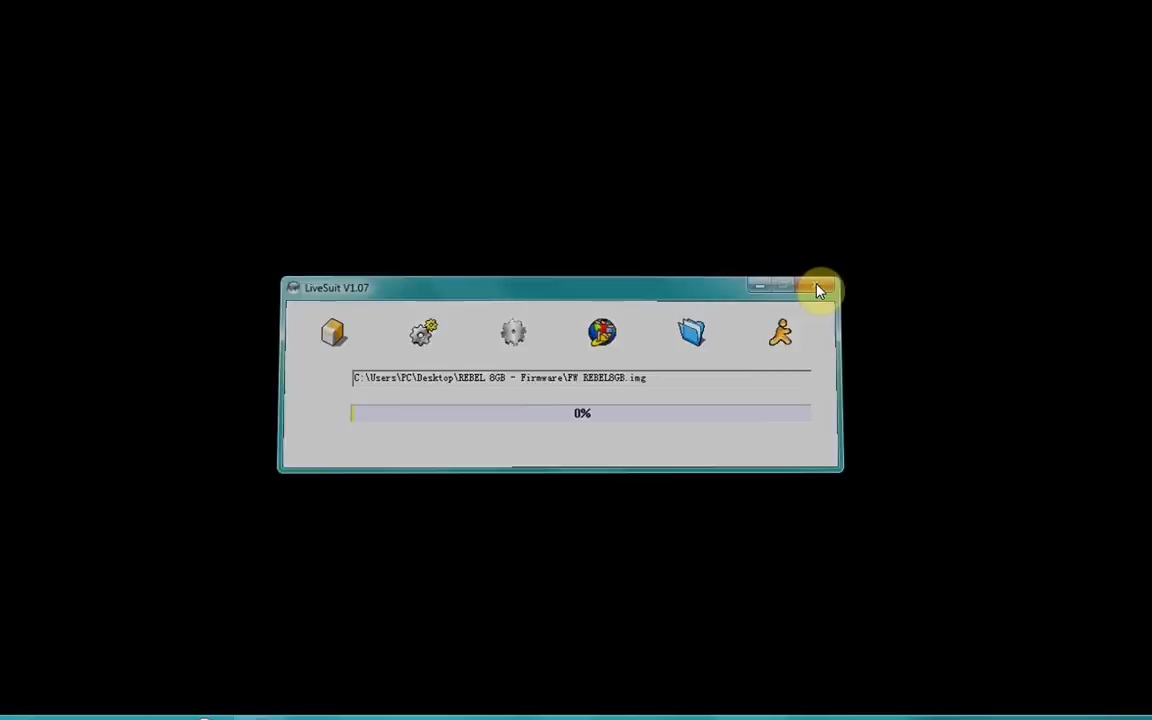 LiveSuit V1.07
C:\Users\PC\Desktop\REBEL 8GB - Firmware\FW REBEL8GB.img
0%